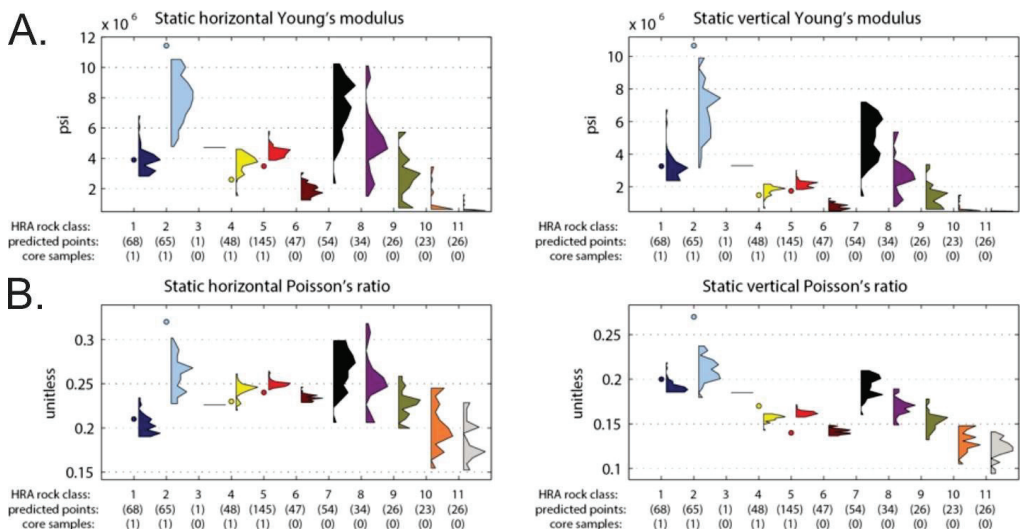 A.
x 10 6
Static horizontal Young's modulus
12
10
8
6
4
2
psi
HRA rock class: 1 2 3 4 5 6 7 8 9 10 11
predicted points: (68) (65) (1) (48) (145) (47) (54) (34) (26) (23) (26)
core samples: (1) (1) (0) (1) (1) (0) (0) (0) (0) (0) (0)
x 10 6
Static vertical Young's modulus
10
8
6
4
2
psi
HRA rock class: 1 2 3 4 5 6 7 8 9 10 11
predicted points: (68) (65) (1) (48) (145) (47) (54) (34) (26) (23) (26)
core samples: (1) (1) (0) (1) (1) (0) (0) (0) (0) (0) (0)
B.
Static horizontal Poisson's ratio
0.3
0.25
0.2
0.15
unitless
HRA rock class: 1 2 3 4 5 6 7 8 9 10 11
predicted points: (68) (65) (1) (48) (145) (47) (54) (34) (26) (23) (26)
core samples: (1) (1) (0) (1) (1) (0) (0) (0) (0) (0) (0)
Static vertical Poisson's ratio
0.25
0.2
0.15
0.1
unitless
HRA rock class: 1 2 3 4 5 6 7 8 9 10 11
predicted points: (68) (65) (1) (48) (145) (47) (54) (34) (26) (23) (26)
core samples: (1) (1) (0) (1) (1) (0) (0) (0) (0) (0) (0)